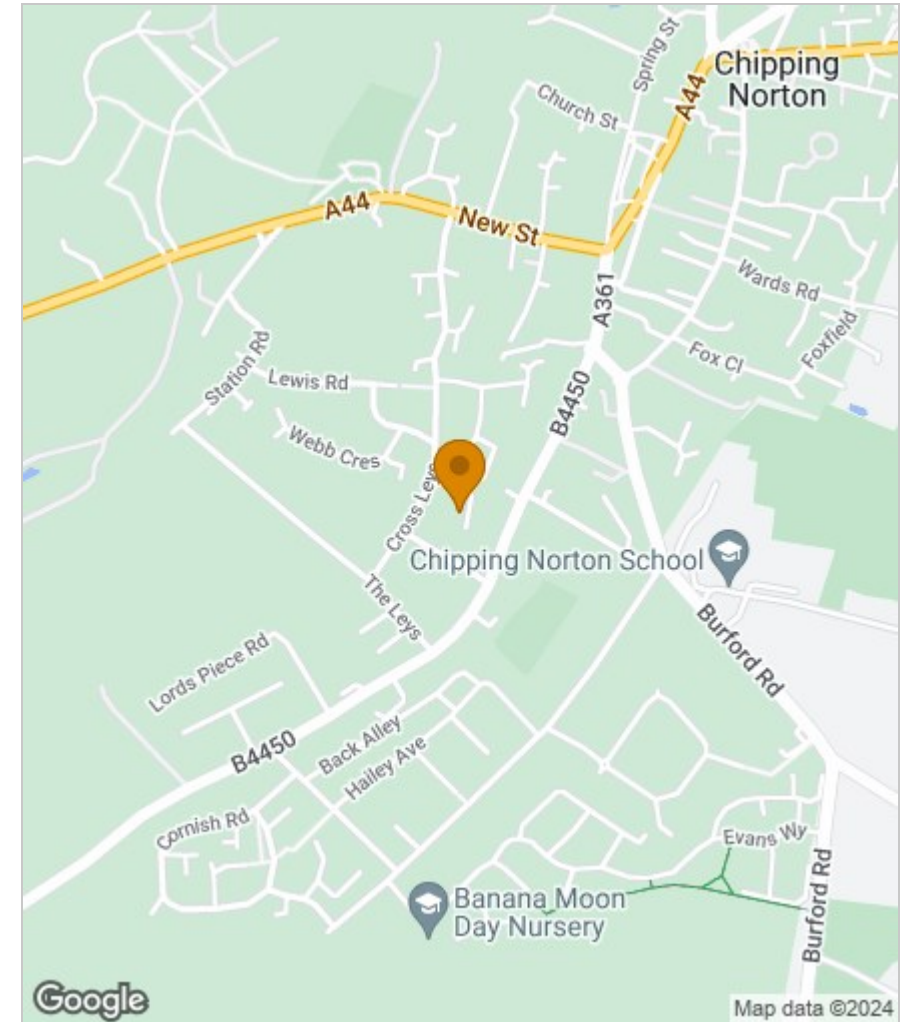 Spring St
Chipping
Norton
Church St
A44
A44
New St
A361
Wards Rd
Foxfield
Fox Cl
Station Rd
Lewis Rd
B4450
Webb Cres
Cross Leys
Chipping Norton School
The Leys
Burford Rd
Lords Piece Rd
Back Alley
B4450
Hailey Ave
Cornish Rd
Evans Wy
Banana Moon
Day Nursery
Burford Rd
Google
Map data ©2024